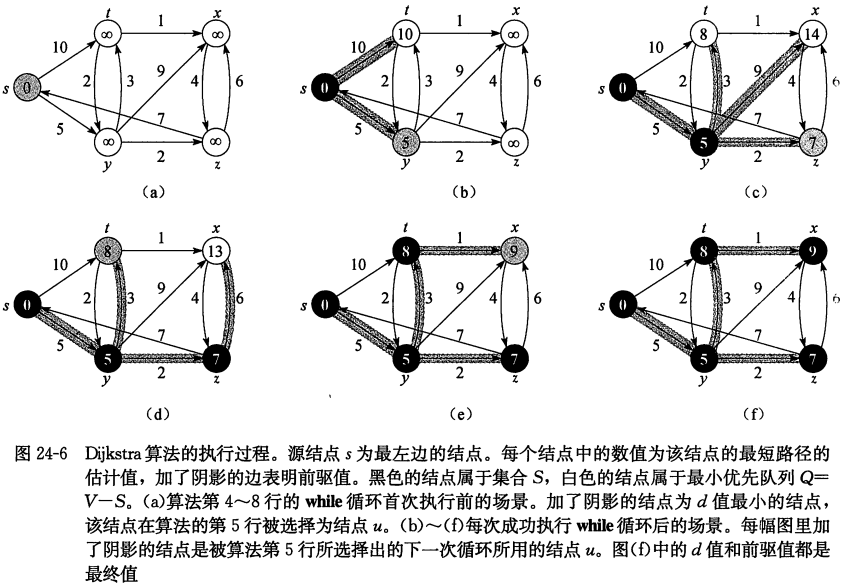 t x t x t x
1 1 1
∞ ∞ 10 ∞ 8 14
10 9 10 9 10 9
2 3 4 6 2 3 4 6 2 3 4 6
s 0 s 0 s 0
5 7 5 7 5 7
∞ ∞ 5 ∞ 5 7
2 2 2
y z y z y z
(a) (b) (c)
t x t x t x
1 1 1
8 13 8 9 8 9
10 9 10 9 10 9
2 3 4 6 2 3 4 6 2 3 4 6
s 0 s 0 s 0
5 7 5 7 5 7
5 7 5 7 5 7
2 2 2
y z y z y z
(d) (e) (f)
图 24-6 Dijkstra 算法的执行过程。源结点 s 为最左边的结点。每个结点中的数值为该结点的最短路径的
估计值，加了阴影的边表明前驱值。黑色的结点属于集合 S，白色的结点属于最小优先队列 Q=
V－S。(a)算法第 4～8 行的 while 循环首次执行前的场景。加了阴影的结点为 d 值最小的结点，
该结点在算法的第 5 行被选择为结点 u。(b)～(f)每次成功执行 while 循环后的场景。每幅图里加
了阴影的结点是被算法第 5 行所选择出的下一次循环所用的结点 u。图(f)中的 d 值和前驱值都是
最终值